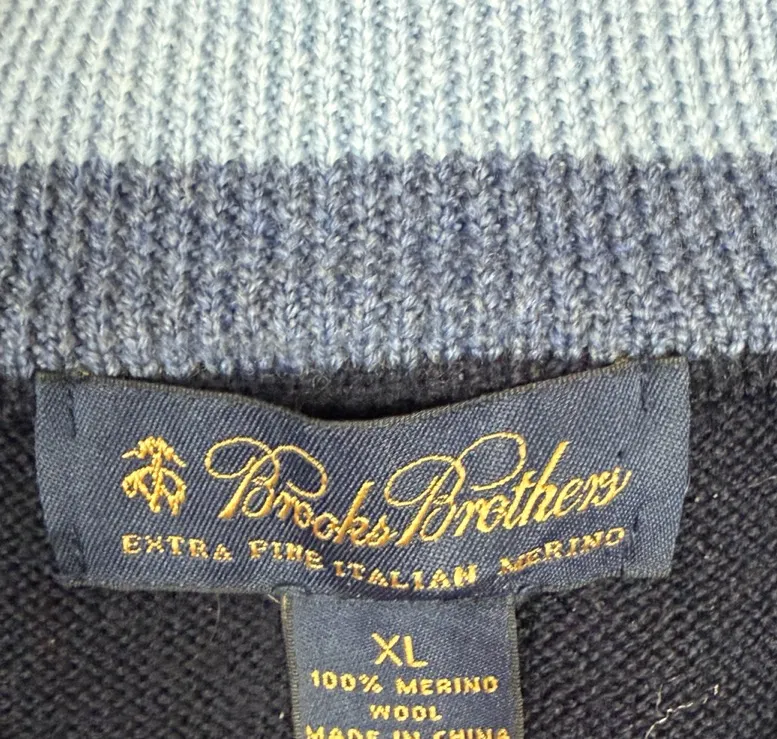 Brooks Brothers
EXTRA FINE ITALIAN MERINO
XL
100% MERINO
WOOL
MADE IN CHINA